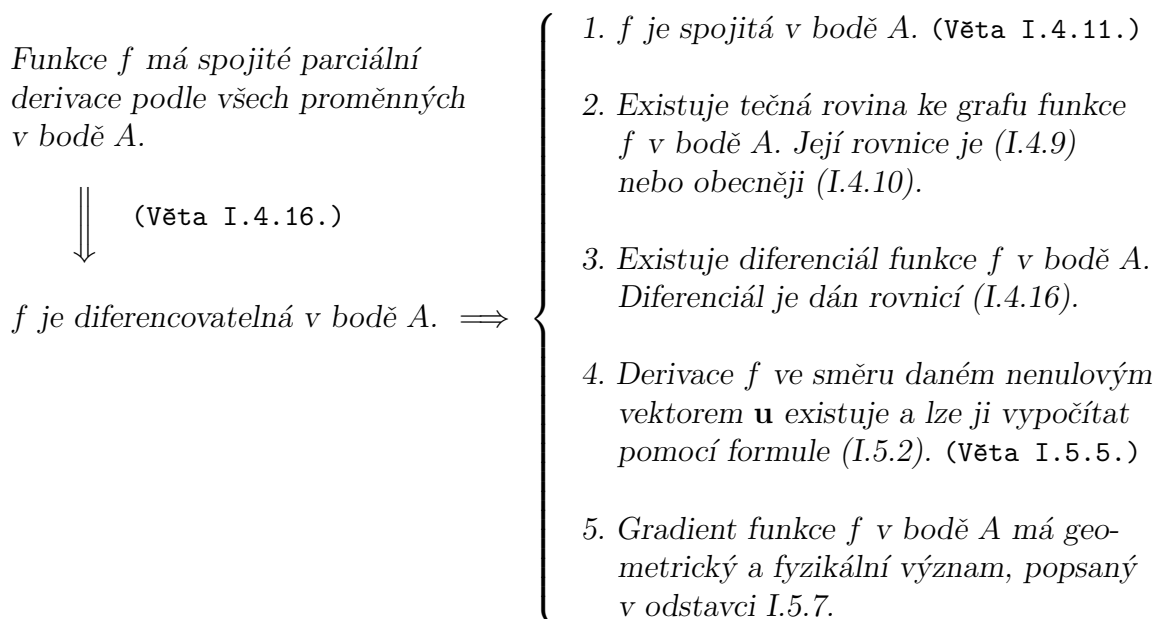 Funkce f má spojité parciální
derivace podle všech proměnných
v bodě A.
⇓ (Věta I.4.16.)
f je diferencovatelná v bodě A. ⟹
1. f je spojitá v bodě A. (Věta I.4.11.)
2. Existuje tečná rovina ke grafu funkce
f v bodě A. Její rovnice je (I.4.9)
nebo obecněji (I.4.10).
3. Existuje diferenciál funkce f v bodě A.
Diferenciál je dán rovnicí (I.4.16).
4. Derivace f ve směru daném nenulovým
vektorem u existuje a lze ji vypočítat
pomocí formule (I.5.2). (Věta I.5.5.)
5. Gradient funkce f v bodě A má geo-
metrický a fyzikální význam, popsaný
v odstavci I.5.7.